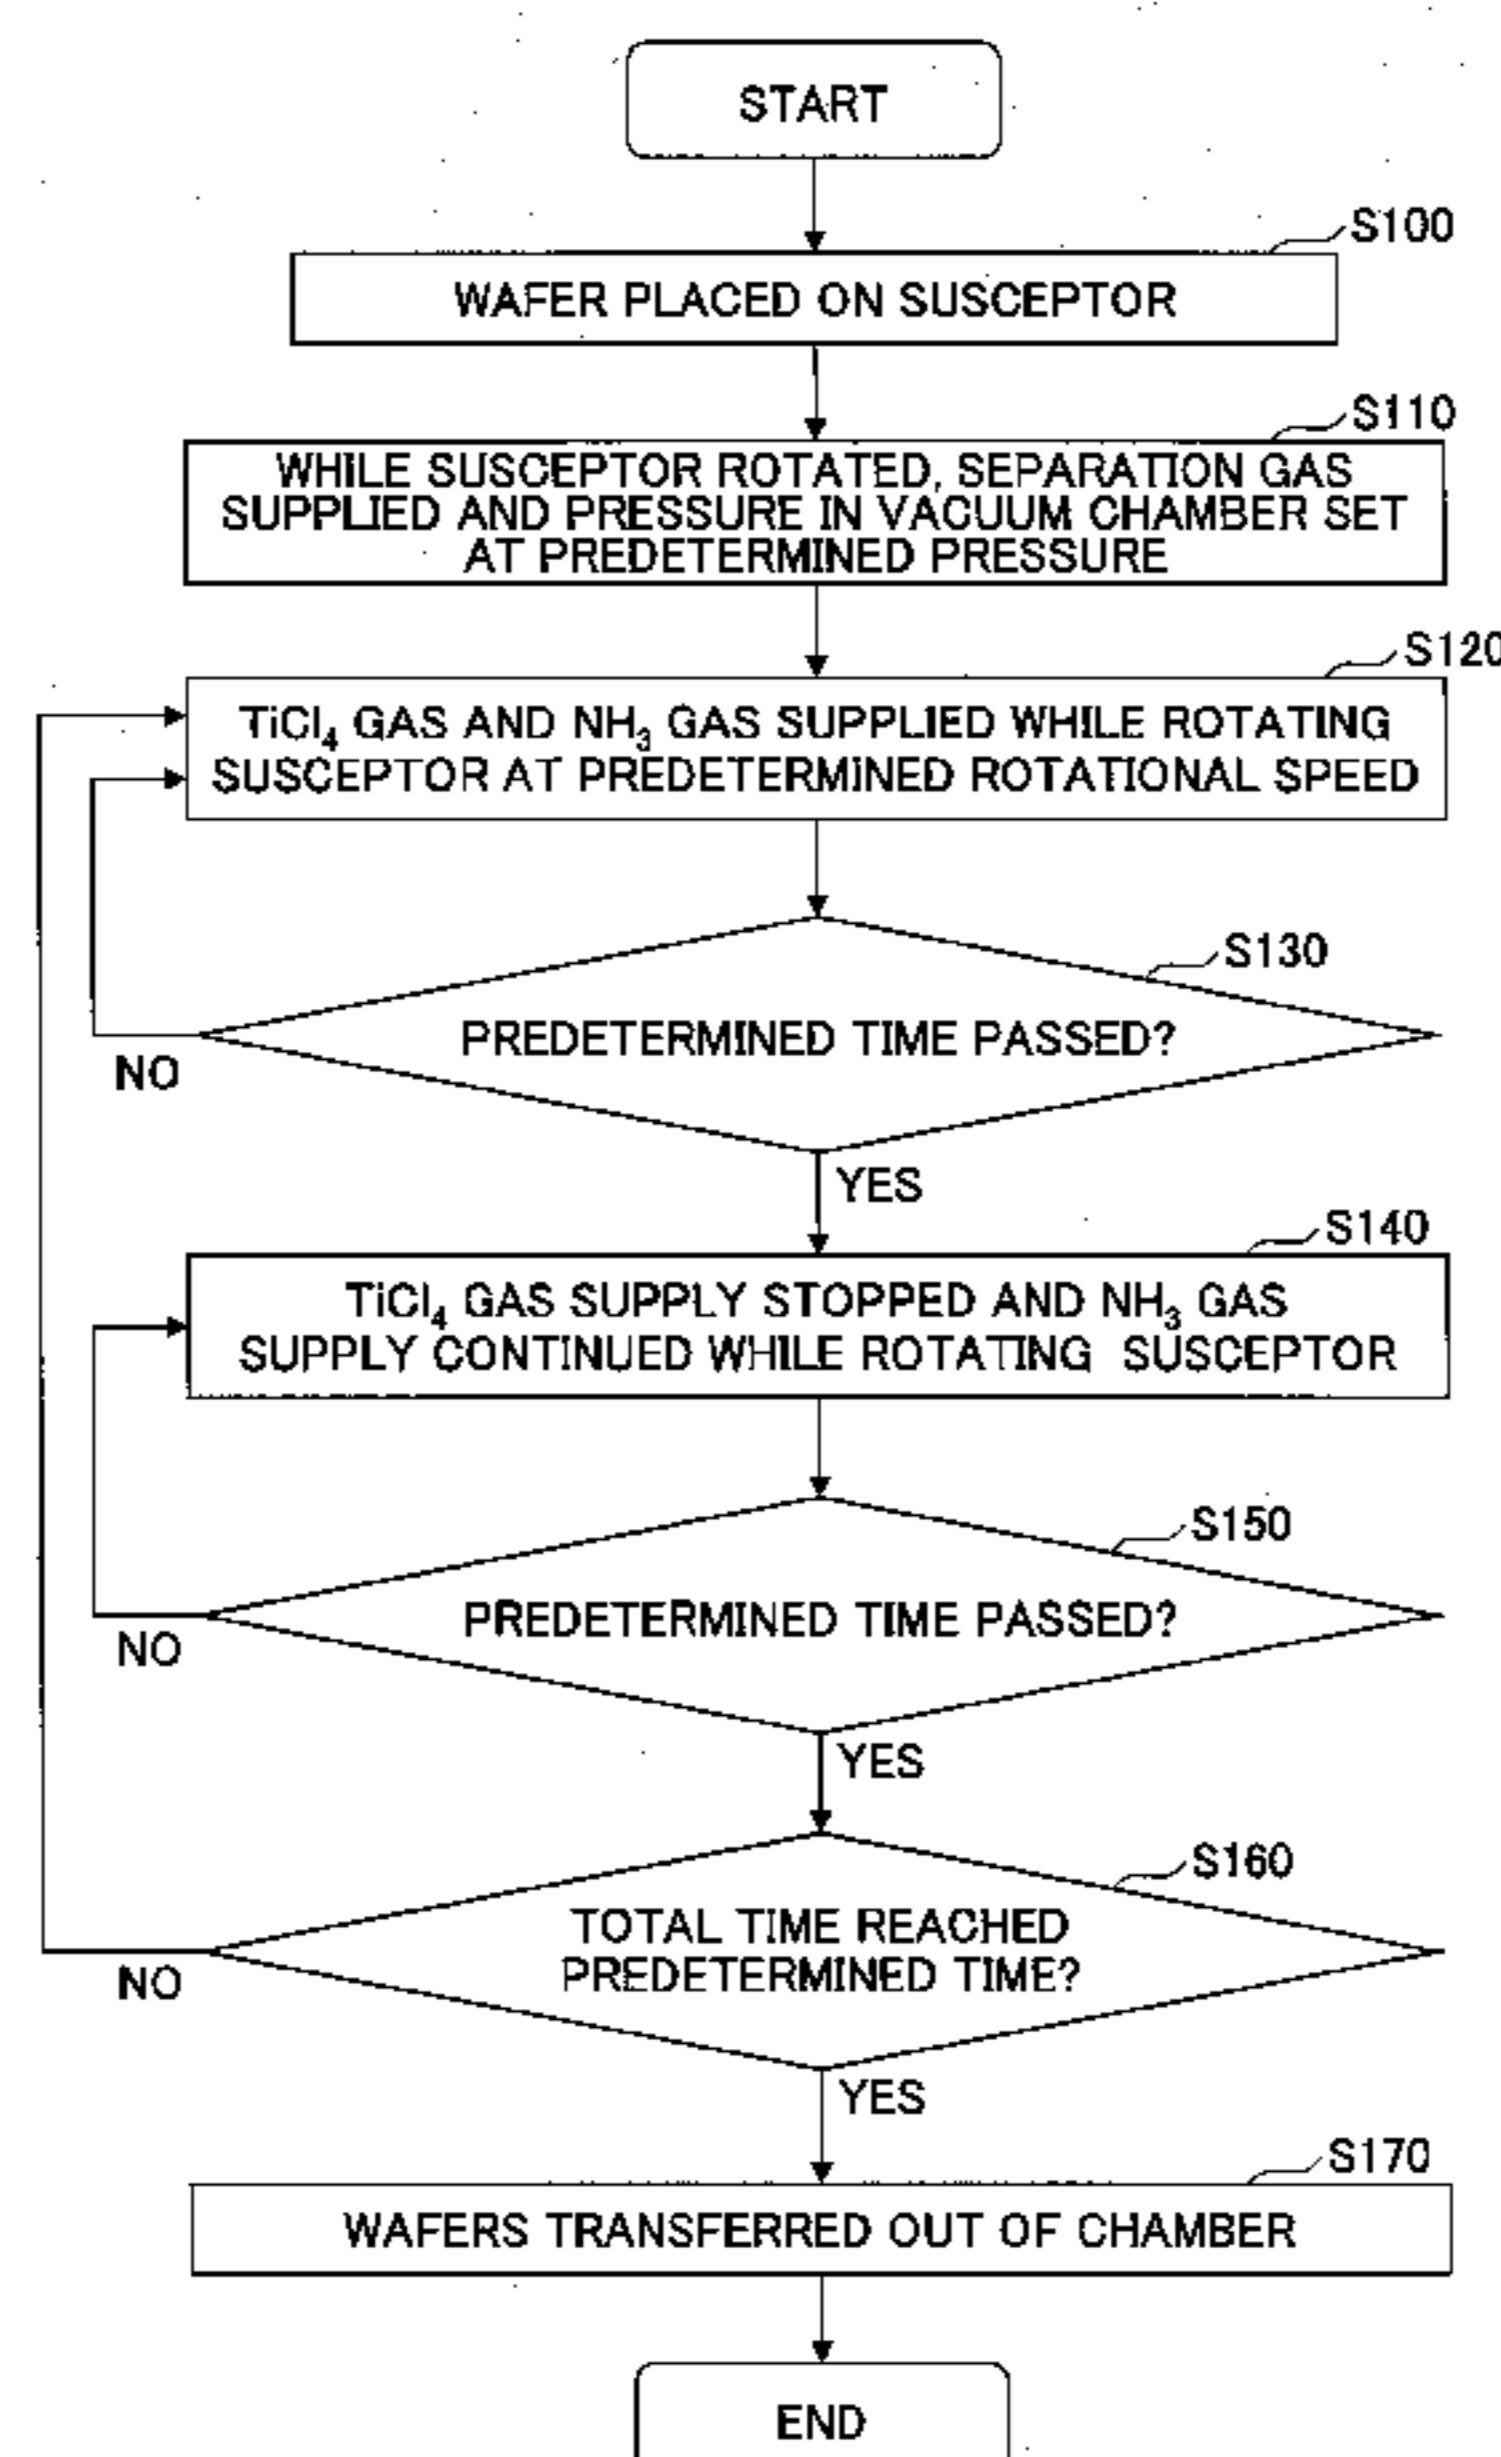 START
S100
WAFER PLACED ON SUSCEPTOR
S110
WHILE SUSCEPTOR ROTATED, SEPARATION GAS
SUPPLIED AND PRESSURE IN VACUUM CHAMBER SET
AT PREDETERMINED PRESSURE
S120
TiCl₄ GAS AND NH₃ GAS SUPPLIED WHILE ROTATING
SUSCEPTOR AT PREDETERMINED ROTATIONAL SPEED
S130
PREDETERMINED TIME PASSED?
NO
YES
S140
TiCl₄ GAS SUPPLY STOPPED AND NH₃ GAS
SUPPLY CONTINUED WHILE ROTATING SUSCEPTOR
S150
PREDETERMINED TIME PASSED?
NO
YES
S160
TOTAL TIME REACHED
PREDETERMINED TIME?
NO
YES
S170
WAFERS TRANSFERRED OUT OF CHAMBER
END